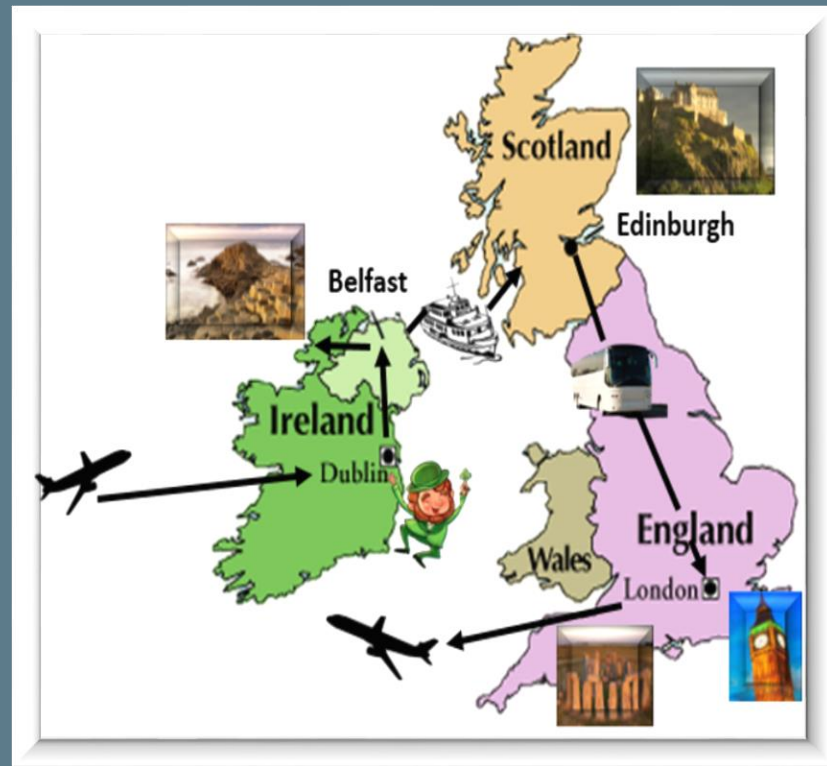 Scotland
Edinburgh
Belfast
Ireland
Dublin
England
Wales
London